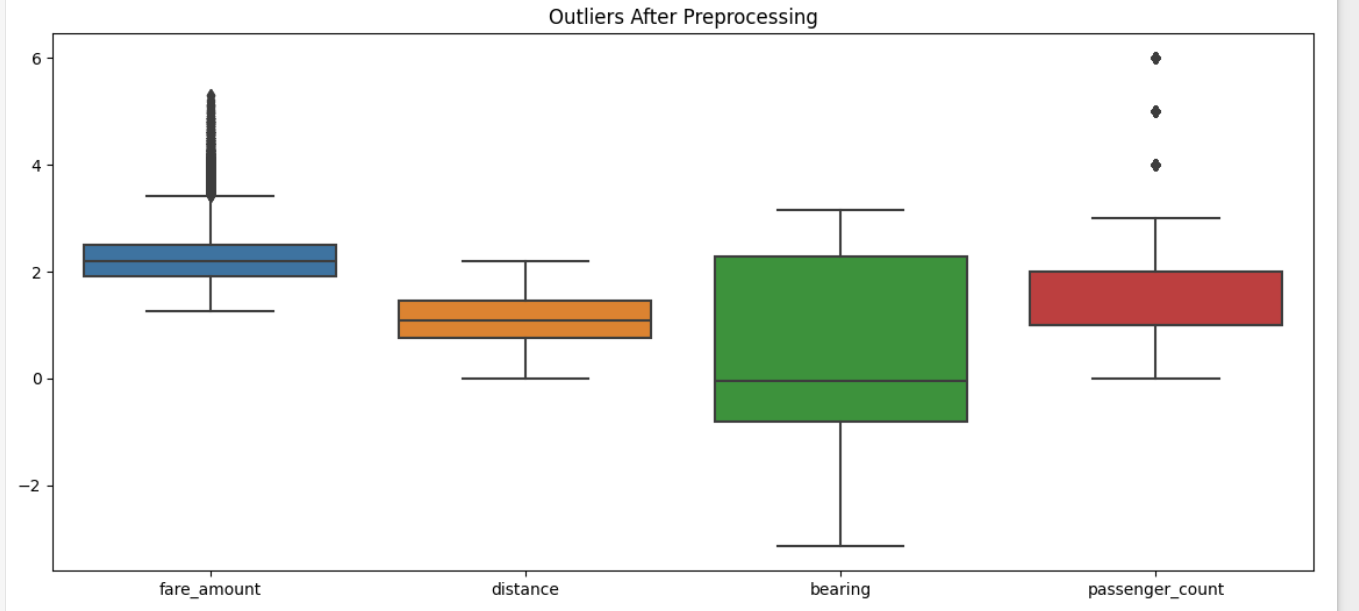 Outliers After Preprocessing
6
4
2
0
−2
fare_amount distance bearing passenger_count